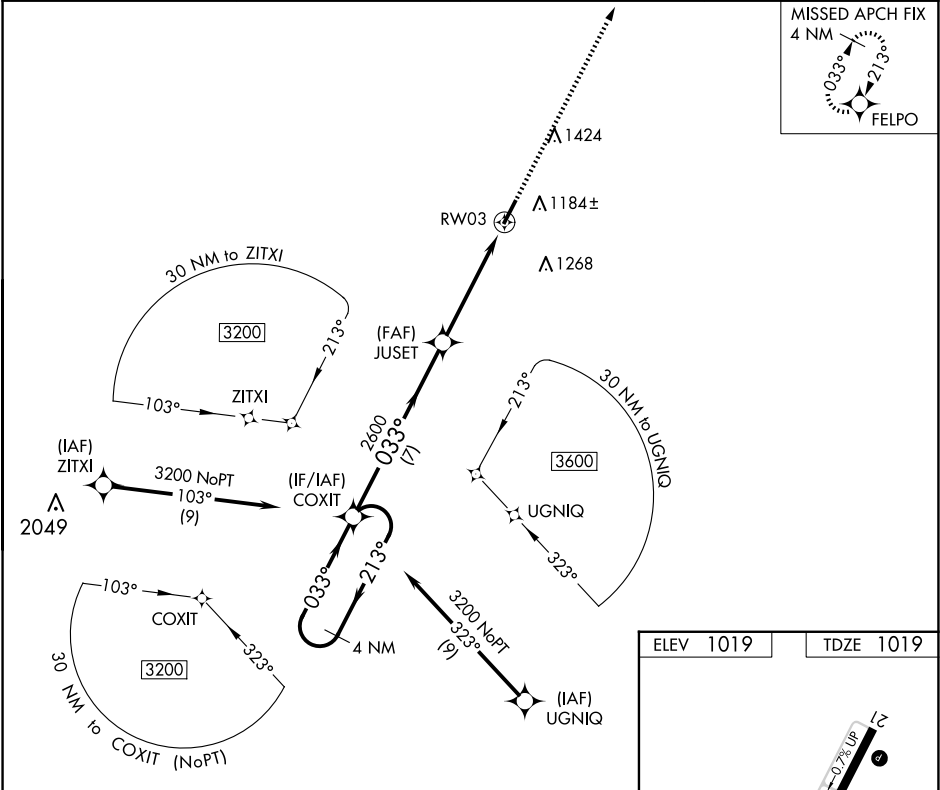 MISSED APCH FIX
4 NM
033°
213°
FELPO
1424
1184±
RW03
1268
30 NM to ZITXI
3200
213°
(FAF)
JUSET
ZITXI
103°
213°
30 NM to UGNIQ
3600
2600
033°
(7)
(IAF)
ZITXI
3200 NoPT
103°
(9)
(IF/IAF)
COXIT
UGNIQ
2049
323°
103°
COXIT
033°
213°
3200 NoPT
323°
(9)
323°
4 NM
3200
30 NM to COXIT (NoPT)
(IAF)
UGNIQ
ELEV 1019
TDZE 1019
21
0.7% UP
P